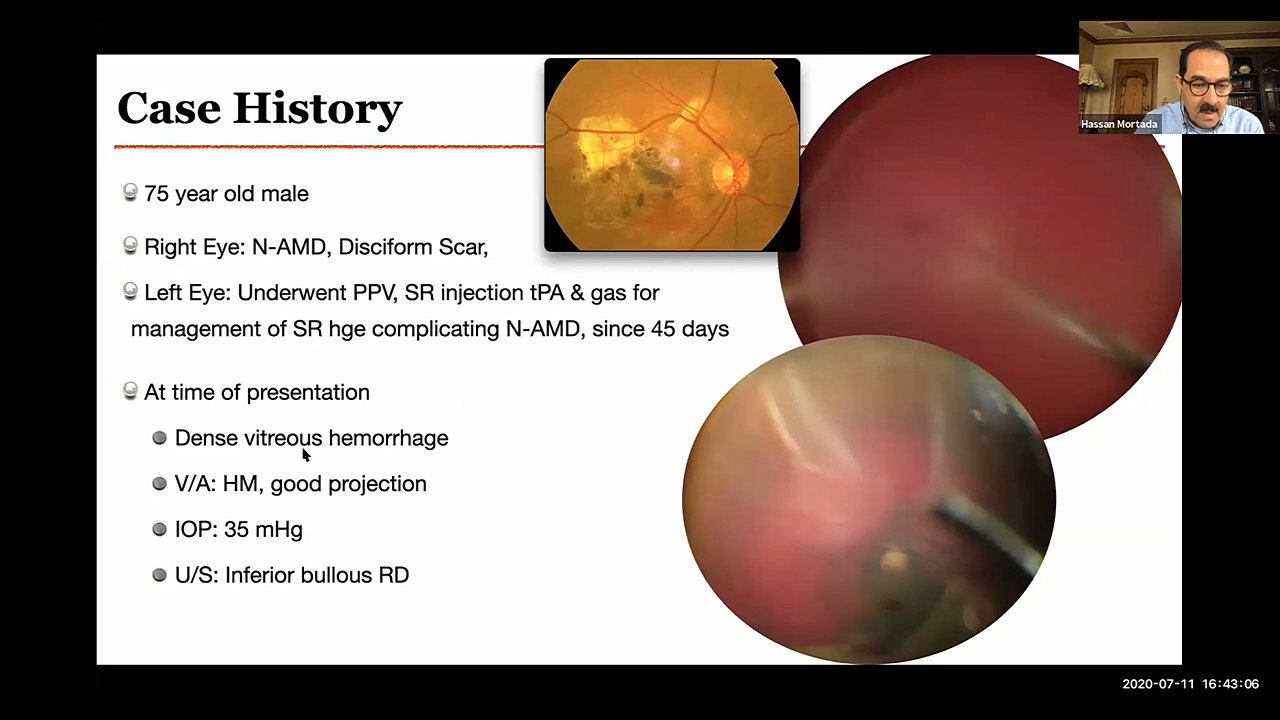 Case History
75 year old male
Right Eye: N-AMD, Disciform Scar,
Left Eye: Underwent PPV, SR injection tPA & gas for
management of SR hge complicating N-AMD, since 45 days
At time of presentation
Dense vitreous hemorrhage
V/A: HM, good projection
IOP: 35 mHg
U/S: Inferior bullous RD
Hassan Mortada
2020-07-11 16:43:06